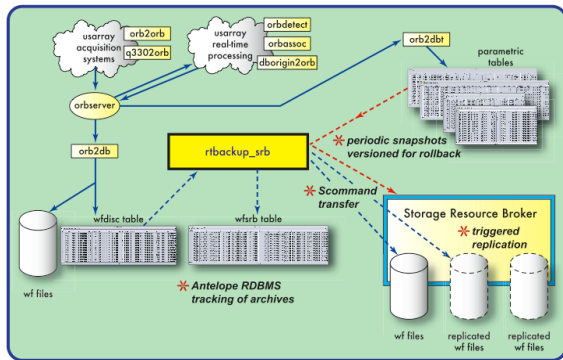 usarray
acquisition
systems
orb2orb
q3302orb
usarray
real-time
processing
orbdetect
orbassoc
dborigin2orb
orb2dbt
parametric
tables
orbserver
orb2db
rtbackup_srb
* periodic snapshots
versioned for rollback
* Scommand
transfer
Storage Resource Broker
* triggered
replication
wfdisc table
wfsrb table
wf files
* Antelope RDBMS
tracking of archives
wf files
replicated
wf files
replicated
wf files